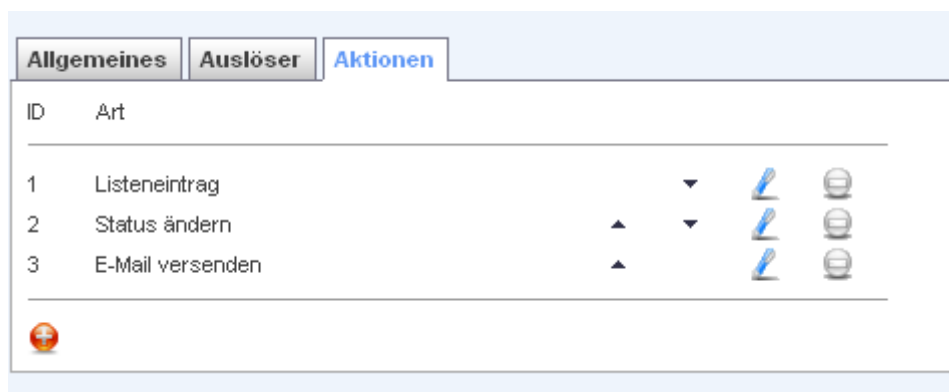 Allgemeines Auslöser Aktionen
ID Art
1 Listeneintrag
2 Status ändern
3 E-Mail versenden